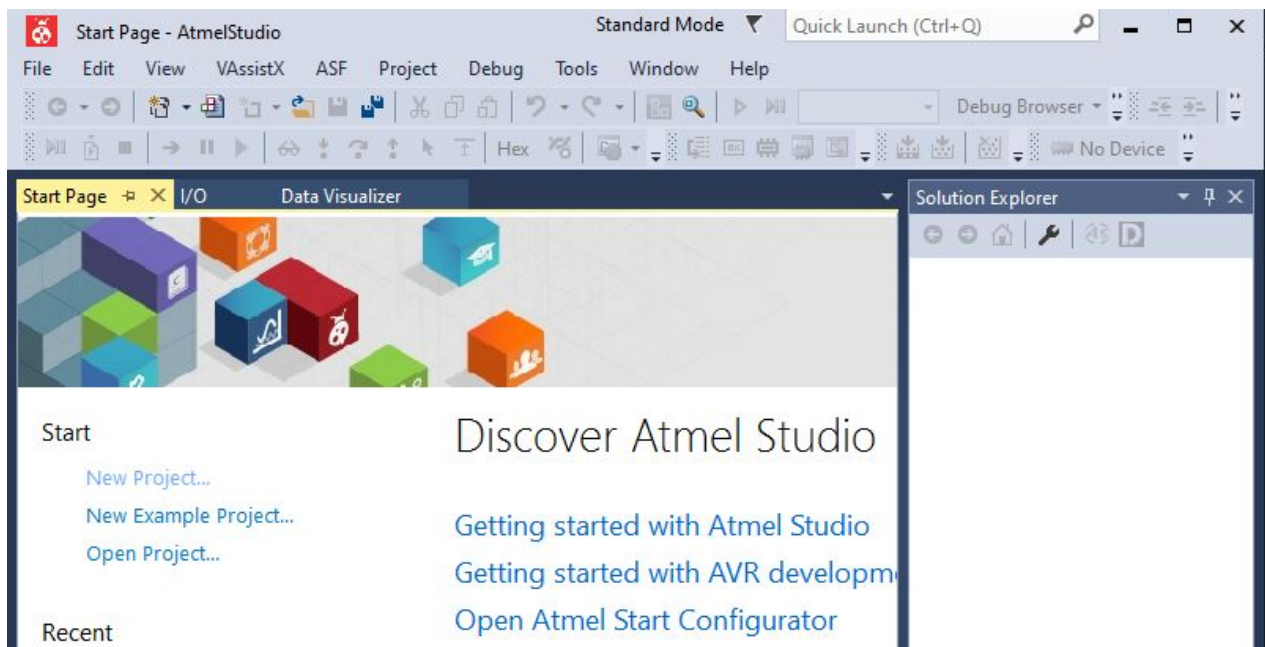 Start Page - AtmelStudio
Standard Mode
Quick Launch (Ctrl+Q)
File Edit View VAssistX ASF Project Debug Tools Window Help
Debug Browser
Hex
No Device
Start Page I/O Data Visualizer
Solution Explorer
Start
New Project...
New Example Project...
Open Project...
Recent
Discover Atmel Studio
Getting started with Atmel Studio
Getting started with AVR developm
Open Atmel Start Configurator